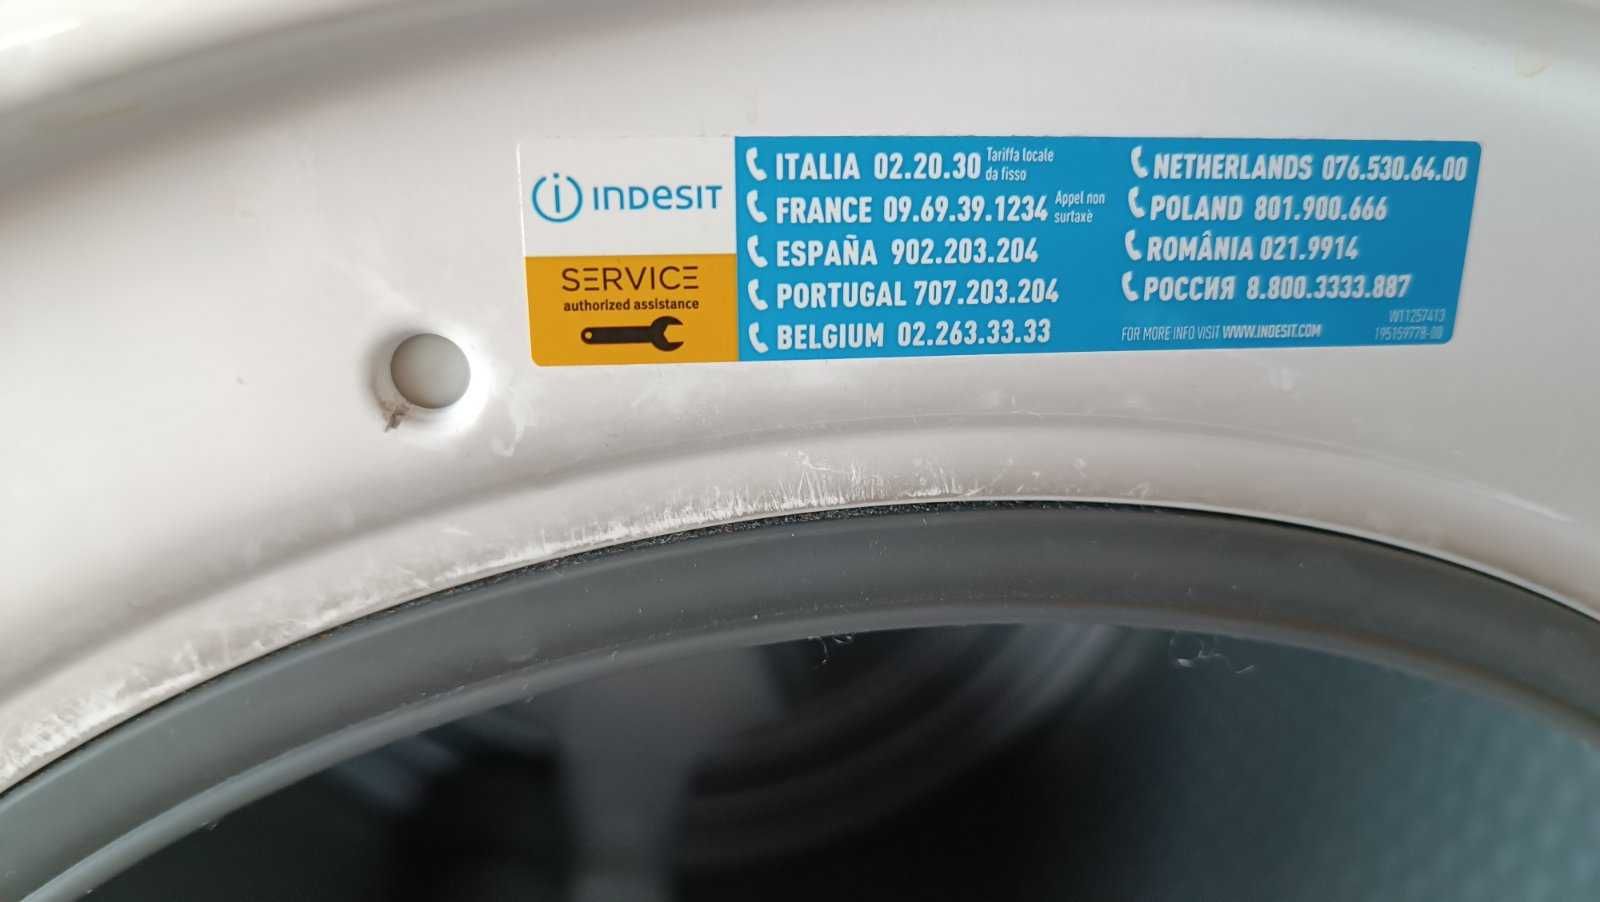 INDESIT
SERVICE
authorized assistance
ITALIA 02.20.30 Tariffa locale
da fisso
FRANCE 09.69.39.1234 Appel non
surtaxè
ESPAÑA 902.203.204
PORTUGAL 707.203.204
BELGIUM 02.263.33.33
NETHERLANDS 076.530.64.00
POLAND 801.900.666
ROMÂNIA 021.9914
РОССИЯ 8.800.3333.887
W11257413
195159778-00
FOR MORE INFO VISIT WWW.INDESIT.COM